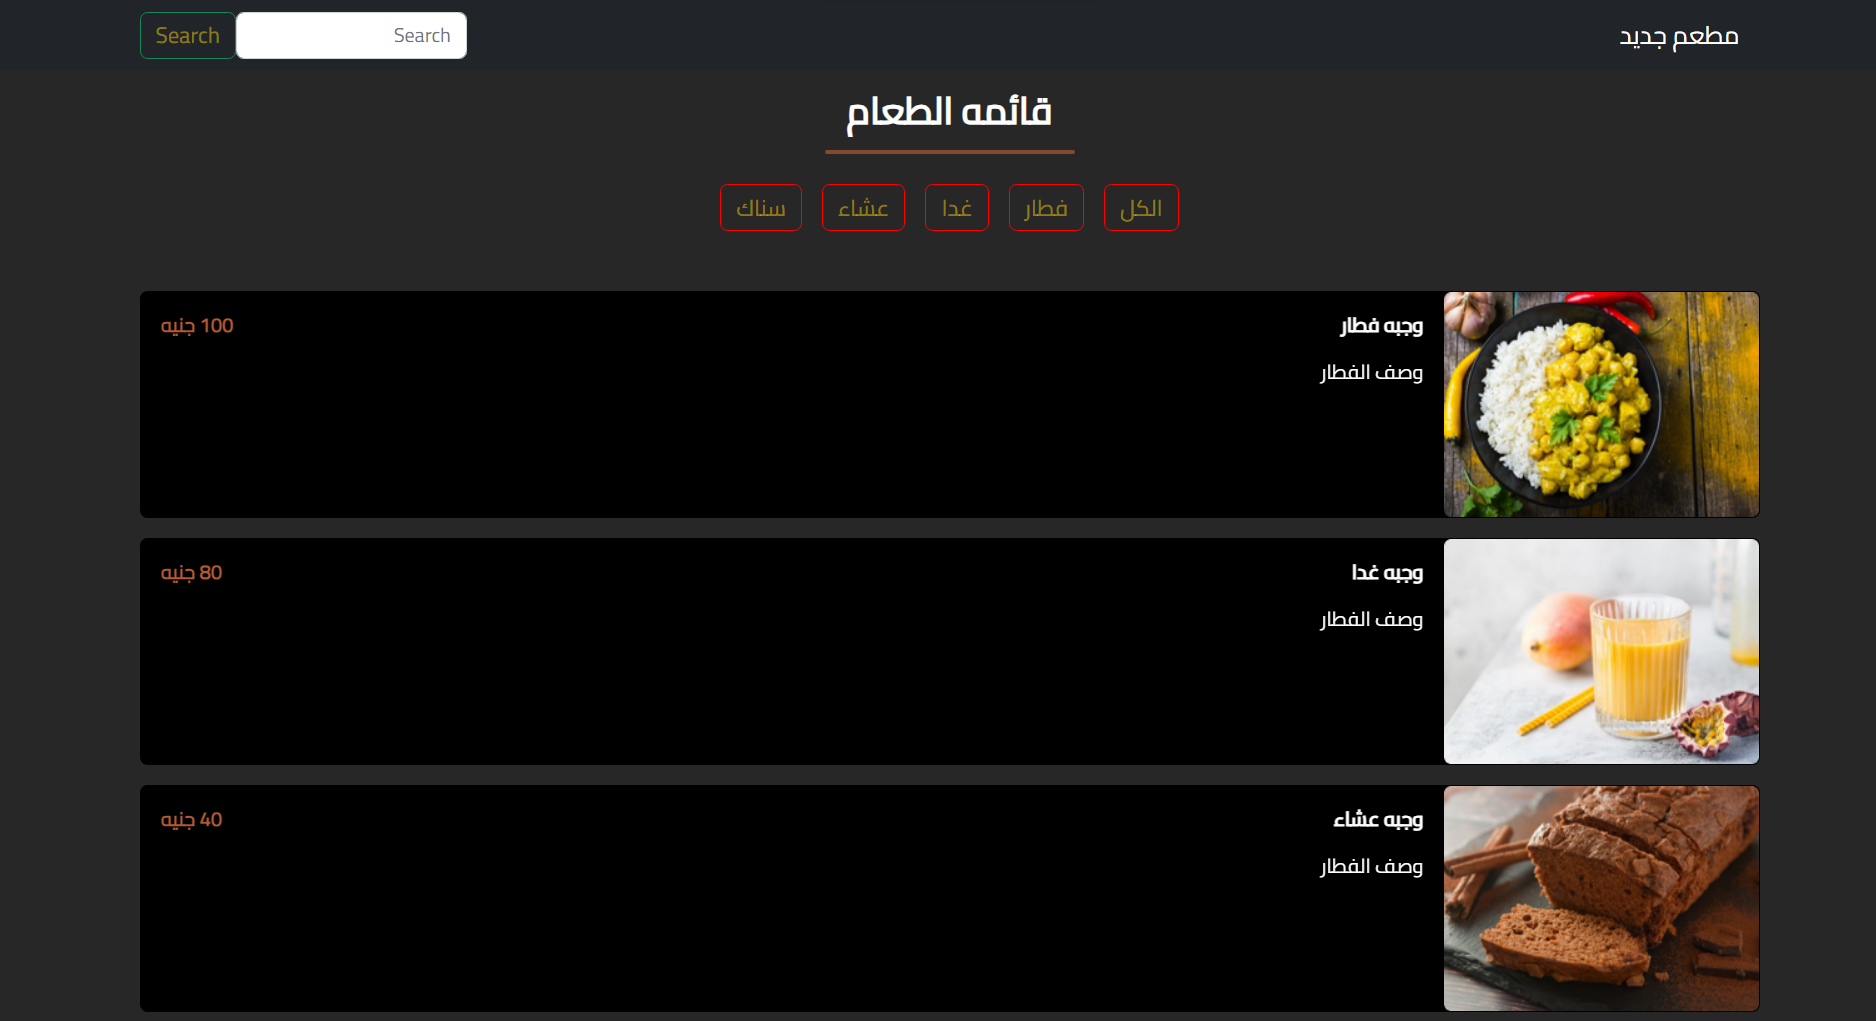 مطعم جديد
Search
Search
قائمه الطعام
الكل
فطار
غدا
عشاء
سناك
وجبه فطار
100 جنيه
وصف الفطار
وجبه غدا
80 جنيه
وصف الفطار
وجبه عشاء
40 جنيه
وصف الفطار